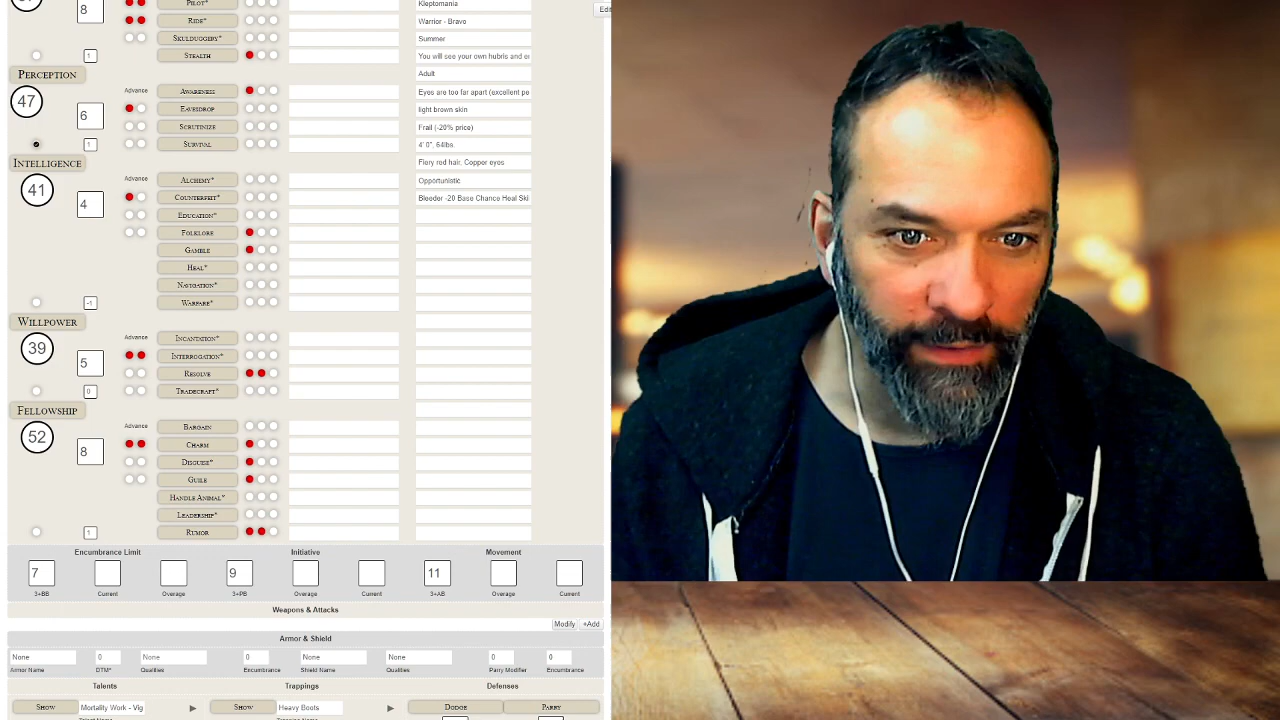 8
PILOT* Kleptomania
Edi
RIDE* Warrior - Bravo
SKULDUGGERY* Summer
1 STEALTH You will see your own hubris and er
PERCEPTION Adult
47 6 Advance AWARENESS Eyes are too far apart (excellent pe
EAVESDROP light brown skin
SCRUTINIZE Frail (-20% price)
1 SURVIVAL 4' 0", 64lbs.
INTELLIGENCE Fiery red hair, Copper eyes
41 4 Advance ALCHEMY* Opportunistic
COUNTERFEIT* Bleeder -20 Base Chance Heal Ski
EDUCATION*
FOLKLORE
GAMBLE
HEAL*
NAVIGATION*
-1 WARFARE*
WILLPOWER
39 5 Advance INCANTATION*
INTERROGATION*
RESOLVE
0 TRADECRAFT*
FELLOWSHIP
52 8 Advance BARGAIN
CHARM
DISGUISE*
GUILE
HANDLE ANIMAL*
LEADERSHIP*
1 RUMOR
Encumbrance Limit Initiative Movement
7 9 11
3+BB Current Overage 3+PB Overage Current 3+AB Overage Current
Weapons & Attacks
Modify +Add
Armor & Shield
None 0 None 0 None None 0 0
Armor Name DTM* Qualities Encumbrance Shield Name Qualities Parry Modifier Encumbrance
Talents Trappings Defenses
SHOW Mortality Work - Vig ▶ SHOW Heavy Boots ▶ DODGE PARRY